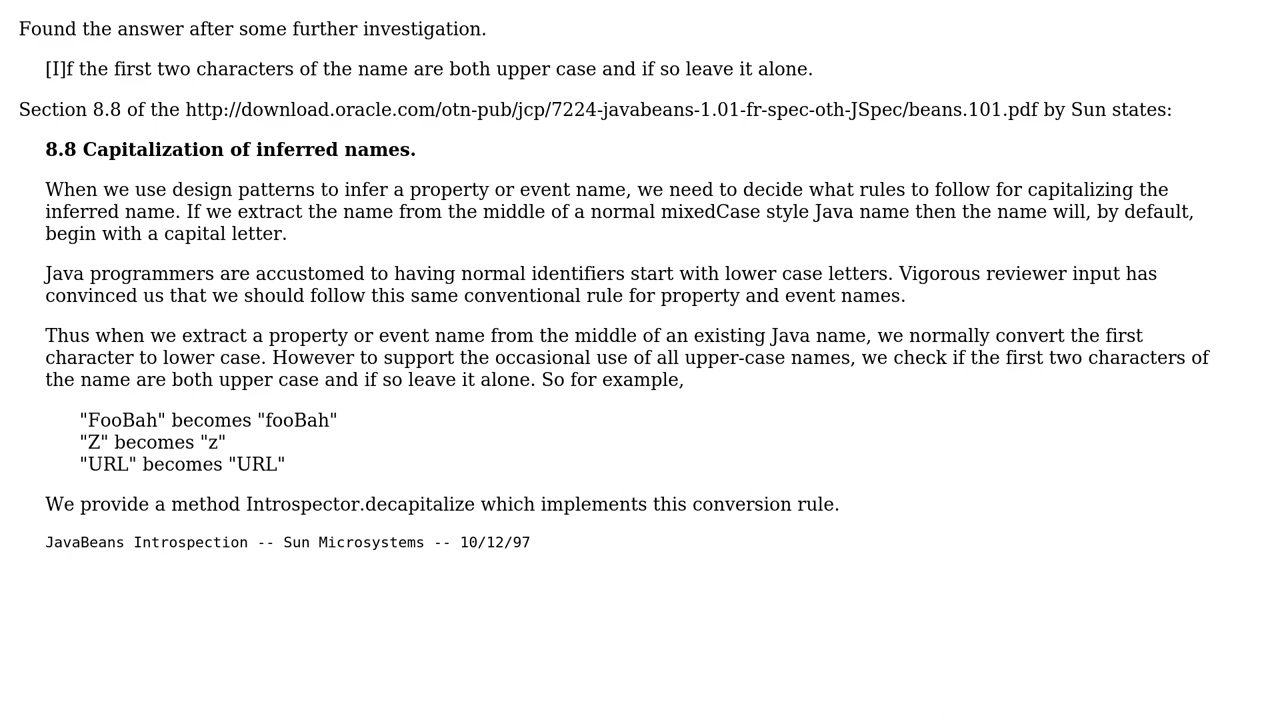 Found the answer after some further investigation.
[I]f the first two characters of the name are both upper case and if so leave it alone.
Section 8.8 of the http://download.oracle.com/otn-pub/jcp/7224-javabeans-1.01-fr-spec-oth-JSpec/beans.101.pdf by Sun states:
8.8 Capitalization of inferred names.
When we use design patterns to infer a property or event name, we need to decide what rules to follow for capitalizing the
inferred name. If we extract the name from the middle of a normal mixedCase style Java name then the name will, by default,
begin with a capital letter.
Java programmers are accustomed to having normal identifiers start with lower case letters. Vigorous reviewer input has
convinced us that we should follow this same conventional rule for property and event names.
Thus when we extract a property or event name from the middle of an existing Java name, we normally convert the first
character to lower case. However to support the occasional use of all upper-case names, we check if the first two characters of
the name are both upper case and if so leave it alone. So for example,
"FooBah" becomes "fooBah"
"Z" becomes "z"
"URL" becomes "URL"
We provide a method Introspector.decapitalize which implements this conversion rule.
JavaBeans Introspection -- Sun Microsystems -- 10/12/97